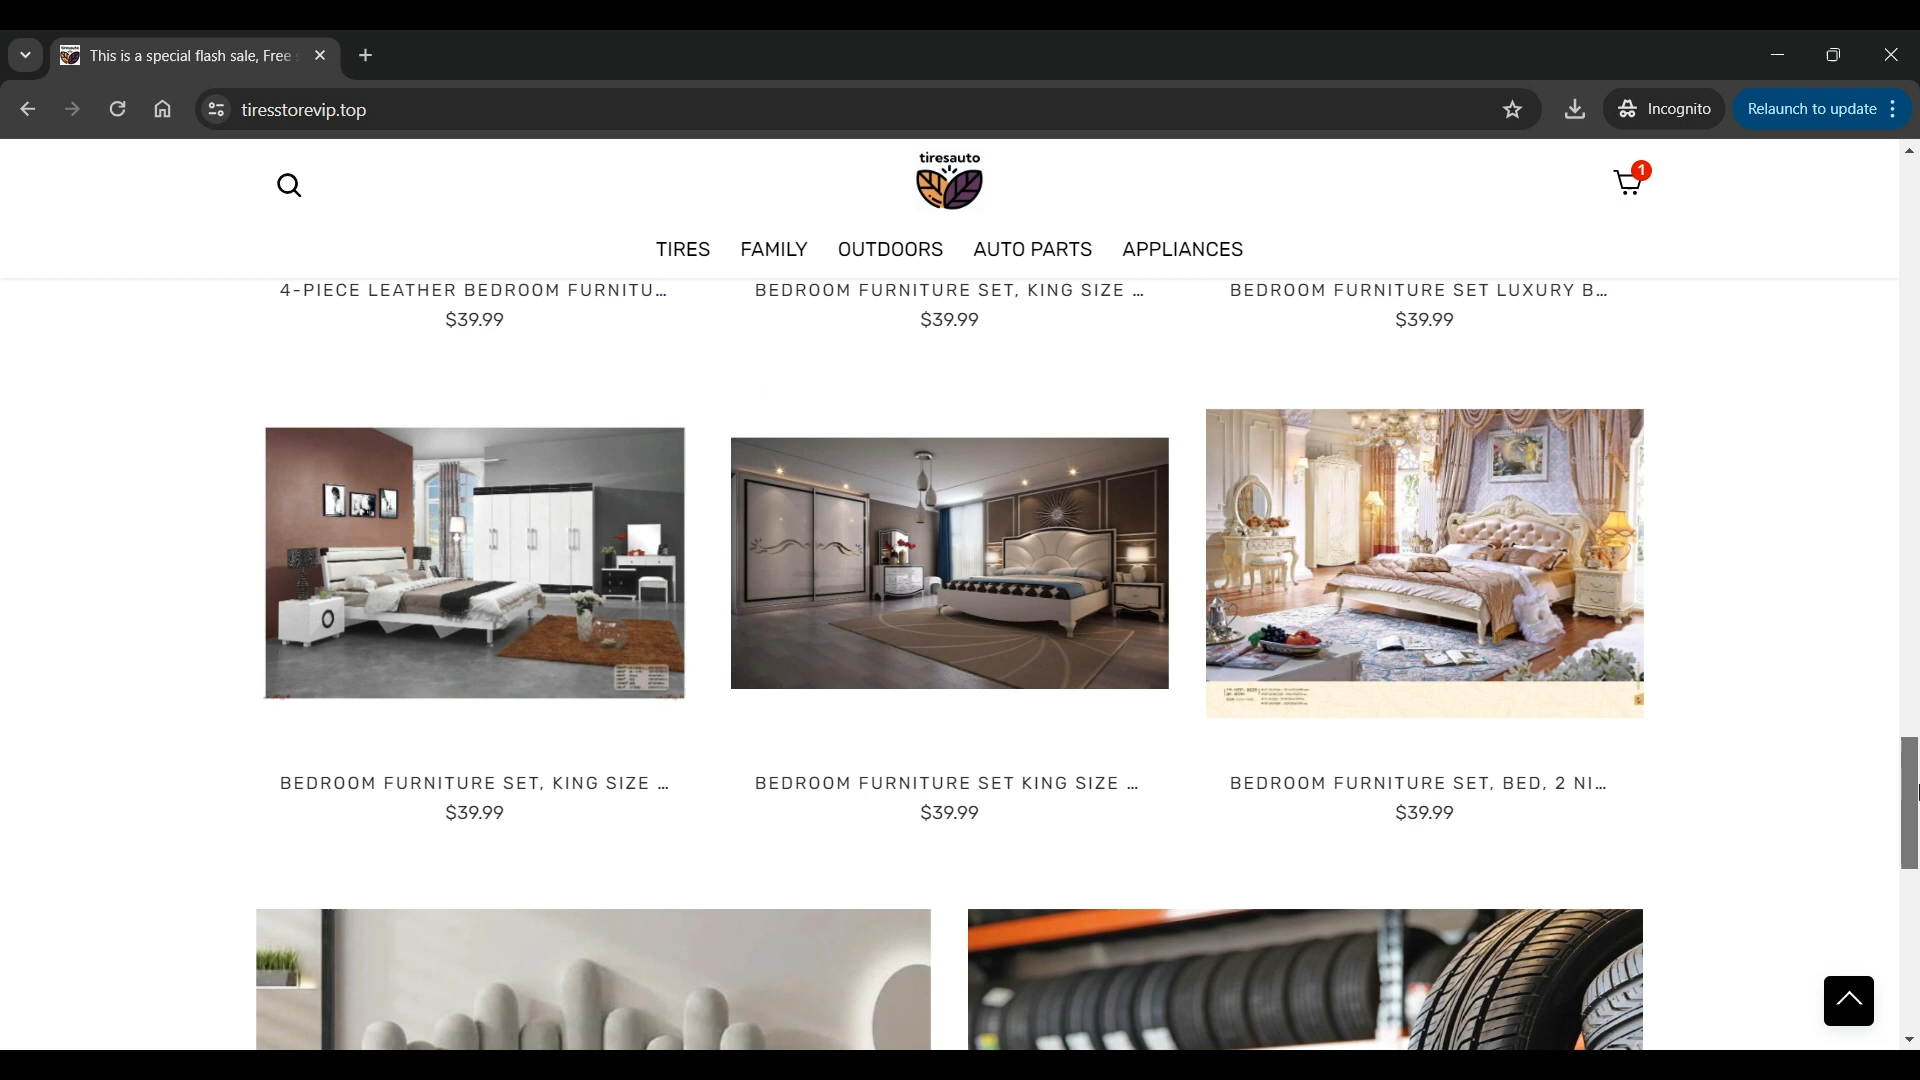 This is a special flash sale, Free
tiresstorevip.top
Incognito
Relaunch to update
tiresauto
1
TIRES
FAMILY
OUTDOORS
AUTO PARTS
APPLIANCES
4-PIECE LEATHER BEDROOM FURNITU...
BEDROOM FURNITURE SET, KING SIZE ...
BEDROOM FURNITURE SET LUXURY B...
$39.99
$39.99
$39.99
BEDROOM FURNITURE SET, KING SIZE ...
BEDROOM FURNITURE SET KING SIZE ...
BEDROOM FURNITURE SET, BED, 2 NI...
$39.99
$39.99
$39.99